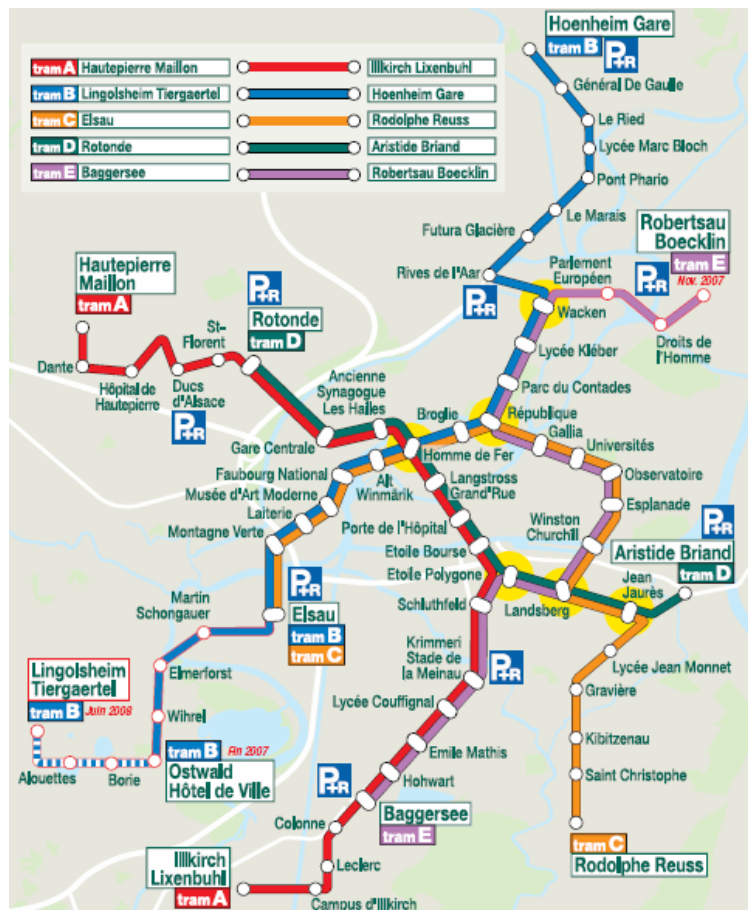 tram A Hautepierre Maillon Illkirch Lixenbuhl
tram B Lingolsheim Tiergaertel Hoenheim Gare
tram C Elsau Rodolphe Reuss
tram D Rotonde Aristide Briand
tram E Baggersee Robertsau Boecklin
Hoenheim Gare
tram B
P+R
Général De Gaulle
Le Ried
Lycée Marc Bloch
Pont Phario
Le Marais
Futura Glacière
Rives de l'Aar
P+R
Robertsau
Boecklin
tram E
Nov. 2007
P+R
Parlement
Européen
Droits de
l'Homme
Wacken
Lycée Kléber
Parc du Contades
République
Hautepierre
Maillon
tram A
Dante
Hôpital de
Hautepierre
Ducs
d'Alsace
P+R
St-
Florent
P+R
Rotonde
tram D
Ancienne
Synagogue
Les Halles
Gare Centrale
Broglie
Homme de Fer
Gallia
Universités
Observatoire
Esplanade
Winston
Churchill
Faubourg National
Alt
Winmärik
Musée d'Art Moderne
Laiterie
Montagne Verte
Langstross
Grand'Rue
Porte de l'Hôpital
Etoile Bourse
Etoile Polygone
Landsberg
Jean
Jaurès
P+R
Aristide Briand
tram D
Schluthfeld
Krimmeri
Stade de
la Meinau
P+R
P+R
Elsau
tram B
tram C
Martin
Schongauer
Elmerforst
Wihrel
Lingolsheim
Tiergaertel
tram B
Juin 2008
Alouettes
Borie
tram B
Fin 2007
Ostwald
Hôtel de Ville
Lycée Couffignal
Emile Mathis
Hohwart
P+R
Baggersee
tram E
Colonne
Leclerc
Campus d'Illkirch
Illkirch
Lixenbuhl
tram A
Lycée Jean Monnet
Gravière
Kibitzenau
Saint Christophe
tram C
Rodolphe Reuss